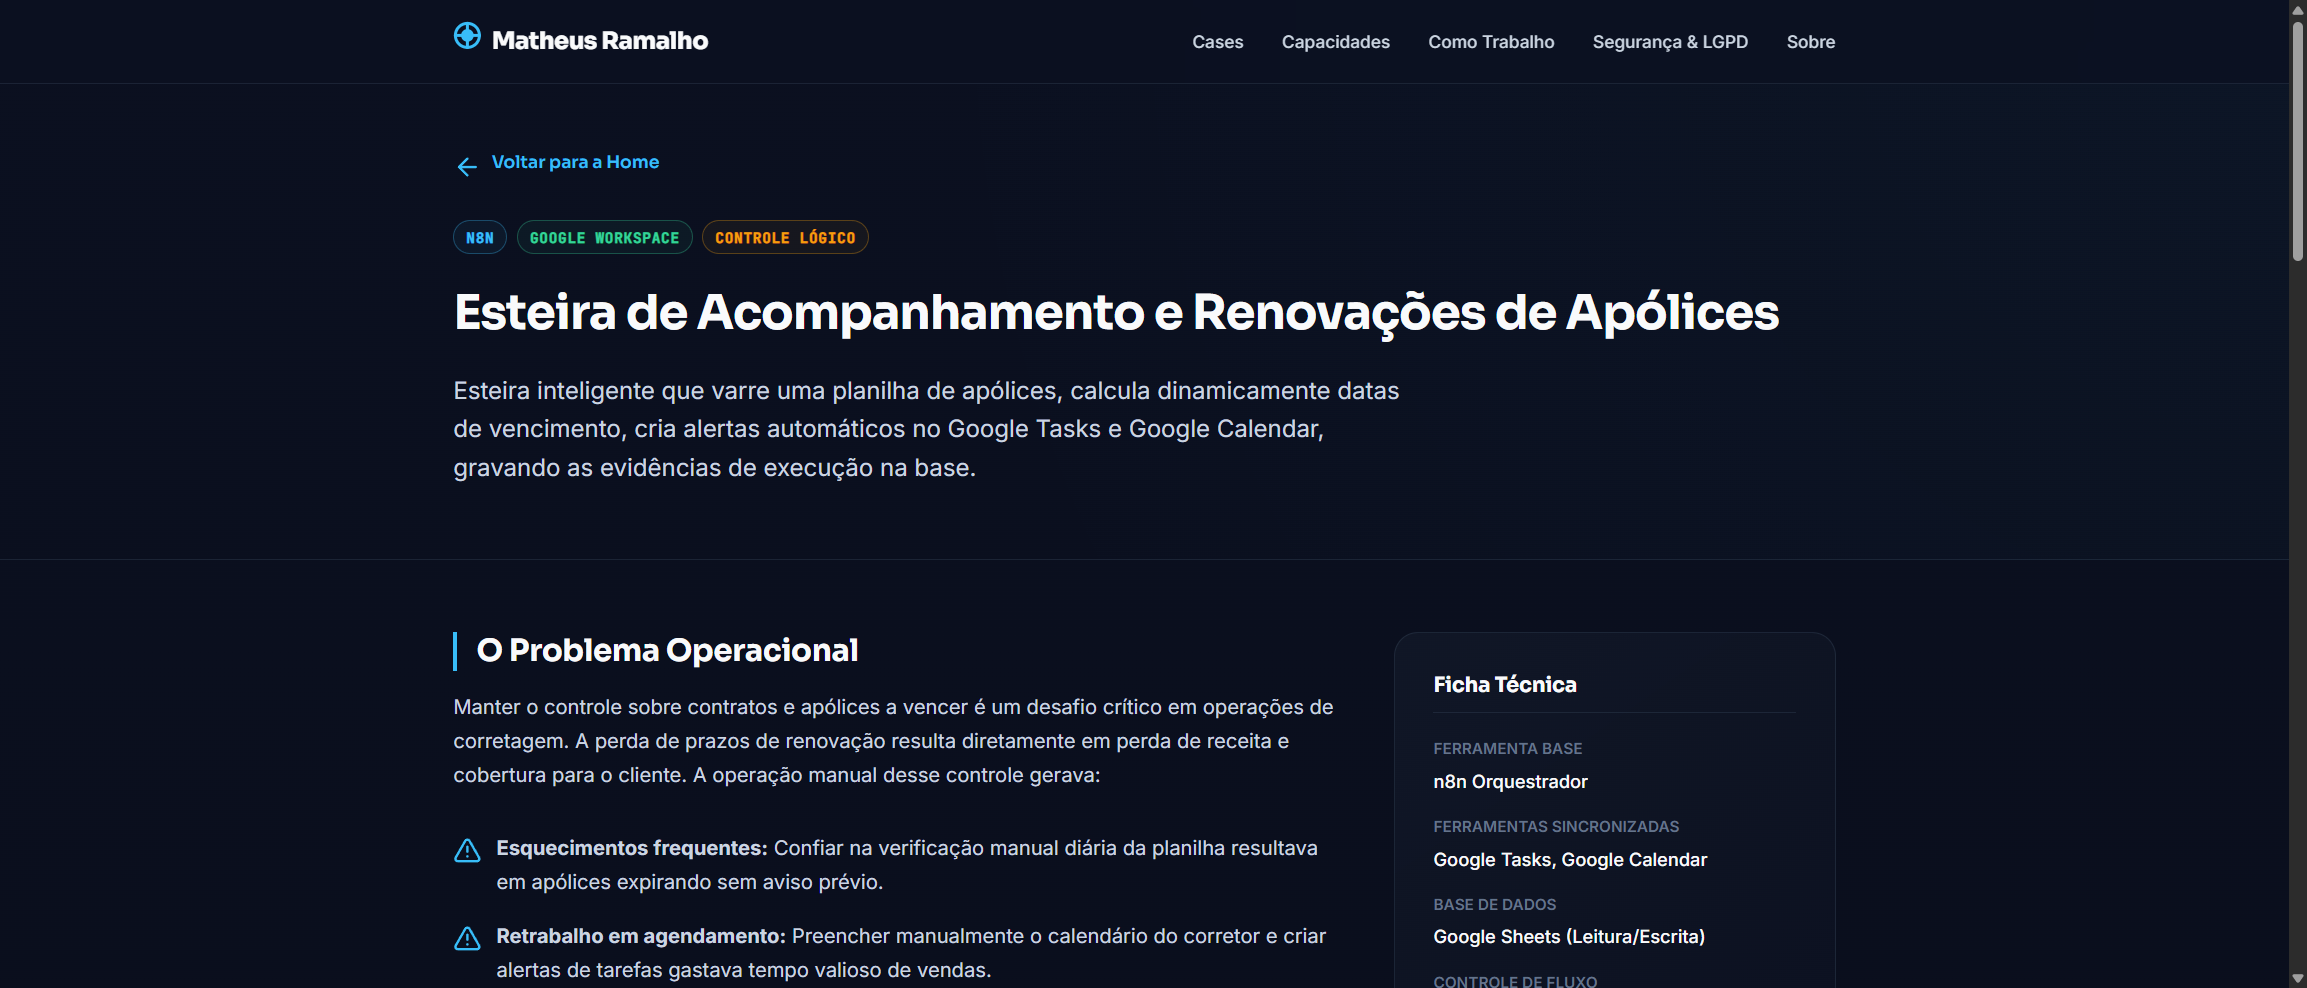 Matheus Ramalho
Cases
Capacidades
Como Trabalho
Segurança & LGPD
Sobre
Voltar para a Home
N8N
GOOGLE WORKSPACE
CONTROLE LÓGICO
Esteira de Acompanhamento e Renovações de Apólices
Esteira inteligente que varre uma planilha de apólices, calcula dinamicamente datas
de vencimento, cria alertas automáticos no Google Tasks e Google Calendar,
gravando as evidências de execução na base.
O Problema Operacional
Manter o controle sobre contratos e apólices a vencer é um desafio crítico em operações de
corretagem. A perda de prazos de renovação resulta diretamente em perda de receita e
cobertura para o cliente. A operação manual desse controle gerava:
Esquecimentos frequentes: Confiar na verificação manual diária da planilha resultava
em apólices expirando sem aviso prévio.
Retrabalho em agendamento: Preencher manualmente o calendário do corretor e criar
alertas de tarefas gastava tempo valioso de vendas.
Ficha Técnica
FERRAMENTA BASE
n8n Orquestrador
FERRAMENTAS SINCRONIZADAS
Google Tasks, Google Calendar
BASE DE DADOS
Google Sheets (Leitura/Escrita)
CONTROLE DE FLUXO